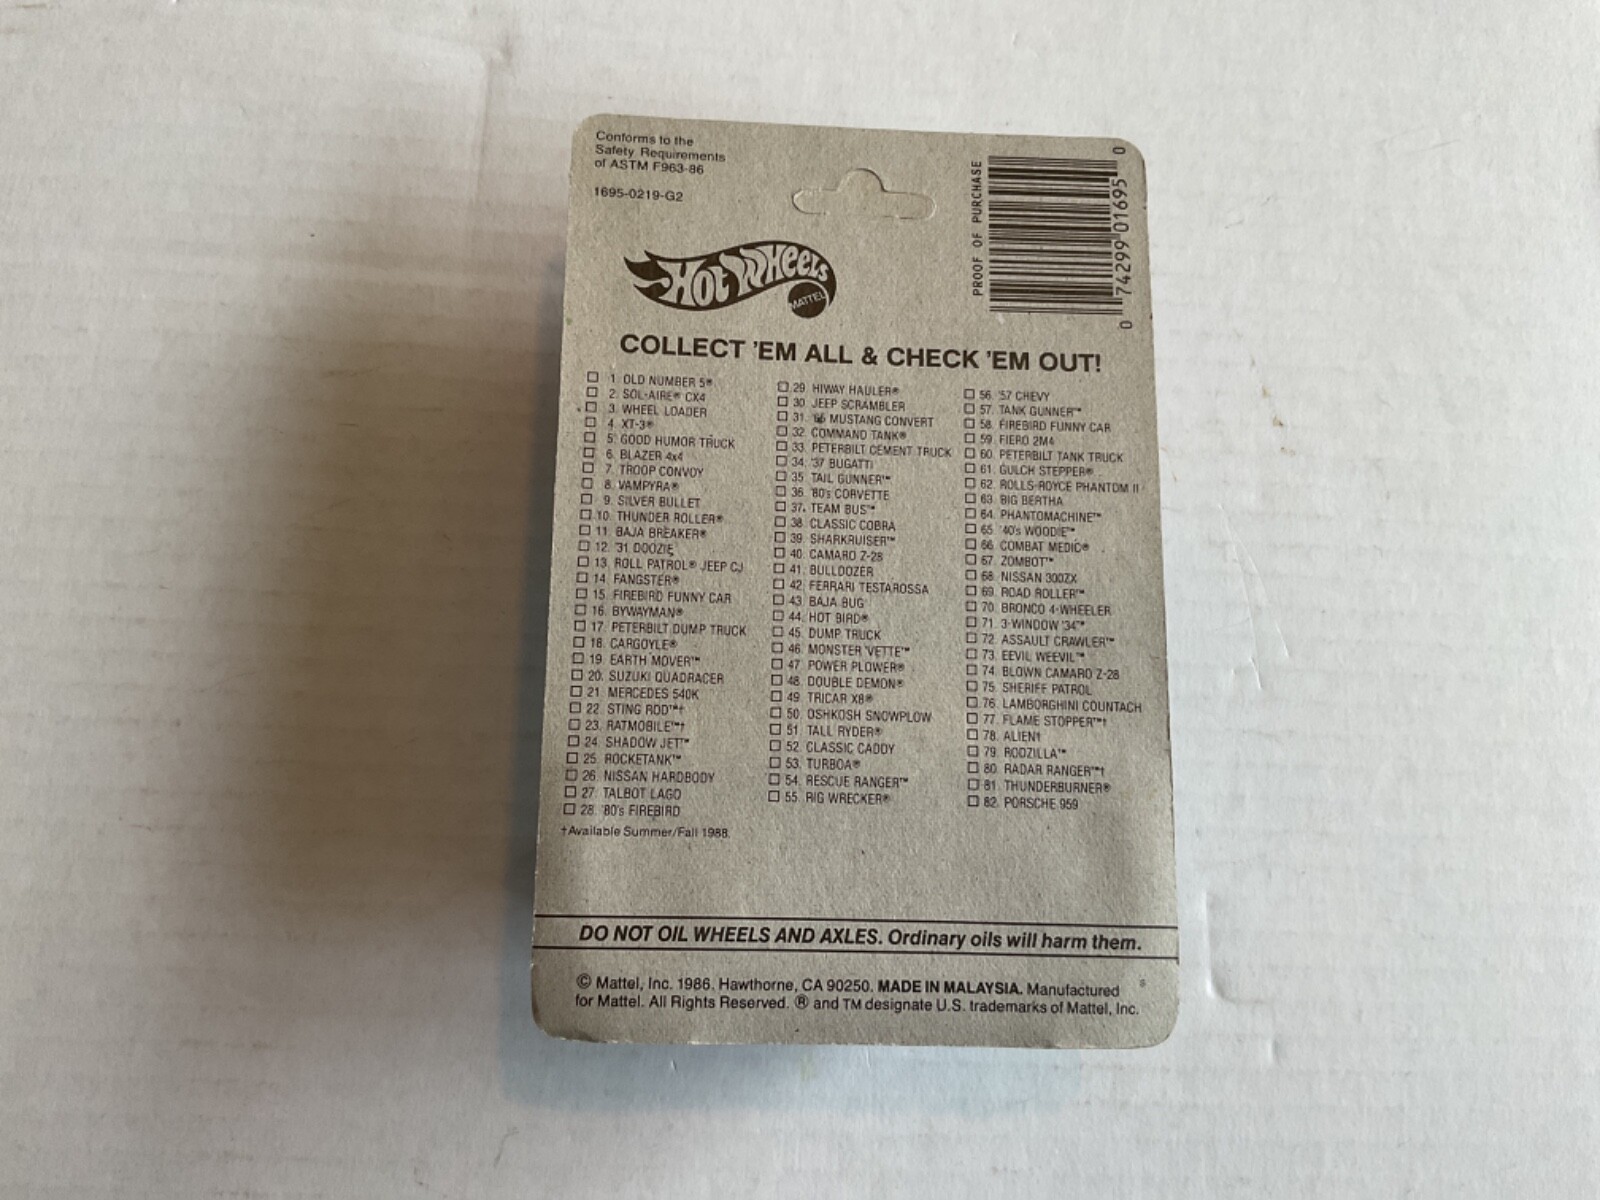 Conforms to the
Safety Requirements
of ASTM F963-86
1695-0219-G2
PROOF OF PURCHASE
0 74299 01695 0
Hot Wheels
MATTEL
COLLECT 'EM ALL & CHECK 'EM OUT!
1. OLD NUMBER 5®
2. SOL-AIRE® CX4
3. WHEEL LOADER
4. XT-3®
5. GOOD HUMOR TRUCK
6. BLAZER 4x4
7. TROOP CONVOY
8. VAMPYRA®
9. SILVER BULLET
10. THUNDER ROLLER®
11. BAJA BREAKER®
12. '31 DOOZIE
13. ROLL PATROL® JEEP CJ
14. FANGSTER®
15. FIREBIRD FUNNY CAR
16. BYWAYMAN®
17. PETERBILT DUMP TRUCK
18. CARGOYLE®
19. EARTH MOVER™
20. SUZUKI QUADRACER
21. MERCEDES 540K
22. STING ROD™†
23. RATMOBILE™†
24. SHADOW JET™
25. ROCKETANK™
26. NISSAN HARDBODY
27. TALBOT LAGO
28. '80's FIREBIRD
†Available Summer/Fall 1988.
29. HIWAY HAULER®
30. JEEP SCRAMBLER
31. '65 MUSTANG CONVERT
32. COMMAND TANK®
33. PETERBILT CEMENT TRUCK
34. '37 BUGATTI
35. TAIL GUNNER™
36. '80's CORVETTE
37. TEAM BUS™
38. CLASSIC COBRA
39. SHARKRUISER™
40. CAMARO Z-28
41. BULLDOZER
42. FERRARI TESTAROSSA
43. BAJA BUG
44. HOT BIRD®
45. DUMP TRUCK
46. MONSTER 'VETTE™
47. POWER PLOWER®
48. DOUBLE DEMON®
49. TRICAR X8®
50. OSHKOSH SNOWPLOW
51. TALL RYDER®
52. CLASSIC CADDY
53. TURBOA®
54. RESCUE RANGER™
55. RIG WRECKER®
56. '57 CHEVY
57. TANK GUNNER™
58. FIREBIRD FUNNY CAR
59. FIERO 2M4
60. PETERBILT TANK TRUCK
61. GULCH STEPPER®
62. ROLLS-ROYCE PHANTOM II
63. BIG BERTHA
64. PHANTOMACHINE™
65. '40's WOODIE™
66. COMBAT MEDIC®
67. ZOMBOT™
68. NISSAN 300ZX
69. ROAD ROLLER™
70. BRONCO 4-WHEELER
71. 3-WINDOW '34™
72. ASSAULT CRAWLER™
73. EEVIL WEEVIL™
74. BLOWN CAMARO Z-28
75. SHERIFF PATROL
76. LAMBORGHINI COUNTACH
77. FLAME STOPPER™†
78. ALIEN†
79. RODZILLA™
80. RADAR RANGER™†
81. THUNDERBURNER®
82. PORSCHE 959
DO NOT OIL WHEELS AND AXLES. Ordinary oils will harm them.
© Mattel, Inc. 1986. Hawthorne, CA 90250. MADE IN MALAYSIA. Manufactured
for Mattel. All Rights Reserved. ® and TM designate U.S. trademarks of Mattel, Inc.